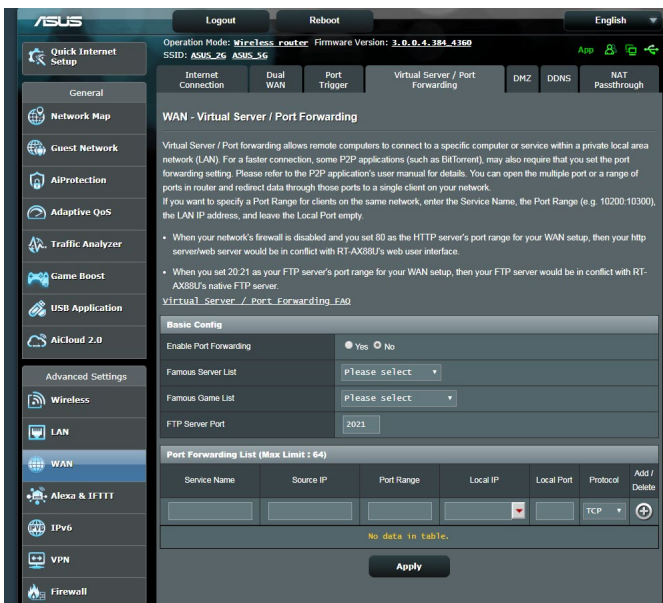 ASUS
Logout
Reboot
English
Quick Internet
Setup
Operation Mode: Wireless router Firmware Version: 3.0.0.4.384_4360
SSID: ASUS_2G ASUS_5G
App
Internet
Connection
Dual
WAN
Port
Trigger
Virtual Server / Port
Forwarding
DMZ
DDNS
NAT
Passthrough
General
Network Map
Guest Network
AiProtection
Adaptive QoS
Traffic Analyzer
Game Boost
USB Application
AiCloud 2.0
Advanced Settings
Wireless
LAN
WAN
Alexa & IFTTT
IPv6
VPN
Firewall
WAN - Virtual Server / Port Forwarding
Virtual Server / Port forwarding allows remote computers to connect to a specific computer or service within a private local area
network (LAN). For a faster connection, some P2P applications (such as BitTorrent), may also require that you set the port
forwarding setting. Please refer to the P2P application's user manual for details. You can open the multiple port or a range of
ports in router and redirect data through those ports to a single client on your network.
If you want to specify a Port Range for clients on the same network, enter the Service Name, the Port Range (e.g. 10200:10300),
the LAN IP address, and leave the Local Port empty.
• When your network's firewall is disabled and you set 80 as the HTTP server's port range for your WAN setup, then your http
server/web server would be in conflict with RT-AX88U's web user interface.
• When you set 20:21 as your FTP server's port range for your WAN setup, then your FTP server would be in conflict with RT-
AX88U's native FTP server.
Virtual Server / Port Forwarding FAQ
Basic Config
Enable Port Forwarding
Yes No
Famous Server List
Please select
Famous Game List
Please select
FTP Server Port
2021
Port Forwarding List (Max Limit : 64)
Service Name
Source IP
Port Range
Local IP
Local Port
Protocol
Add /
Delete
TCP
No data in table.
Apply